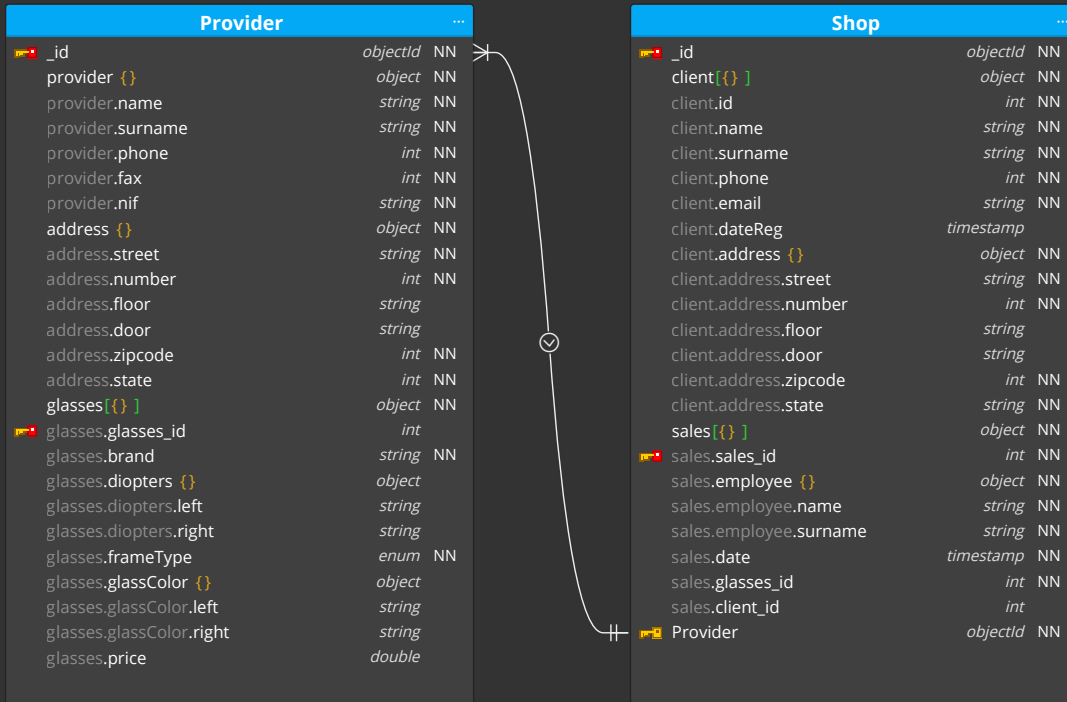 Provider ...
_id objectId NN
provider {} object NN
provider.name string NN
provider.surname string NN
provider.phone int NN
provider.fax int NN
provider.nif string NN
address {} object NN
address.street string NN
address.number int NN
address.floor string
address.door string
address.zipcode int NN
address.state int NN
glasses[{} ] object NN
glasses.glasses_id int
glasses.brand string NN
glasses.diopters {} object
glasses.diopters.left string
glasses.diopters.right string
glasses.frameType enum NN
glasses.glassColor {} object
glasses.glassColor.left string
glasses.glassColor.right string
glasses.price double
Shop ...
_id objectId NN
client[{} ] object NN
client.id int NN
client.name string NN
client.surname string NN
client.phone int NN
client.email string NN
client.dateReg timestamp
client.address {} object NN
client.address.street string NN
client.address.number int NN
client.address.floor string
client.address.door string
client.address.zipcode int NN
client.address.state string NN
sales[{} ] object NN
sales.sales_id int NN
sales.employee {} object NN
sales.employee.name string NN
sales.employee.surname string NN
sales.date timestamp NN
sales.glasses_id int NN
sales.client_id int
Provider objectId NN